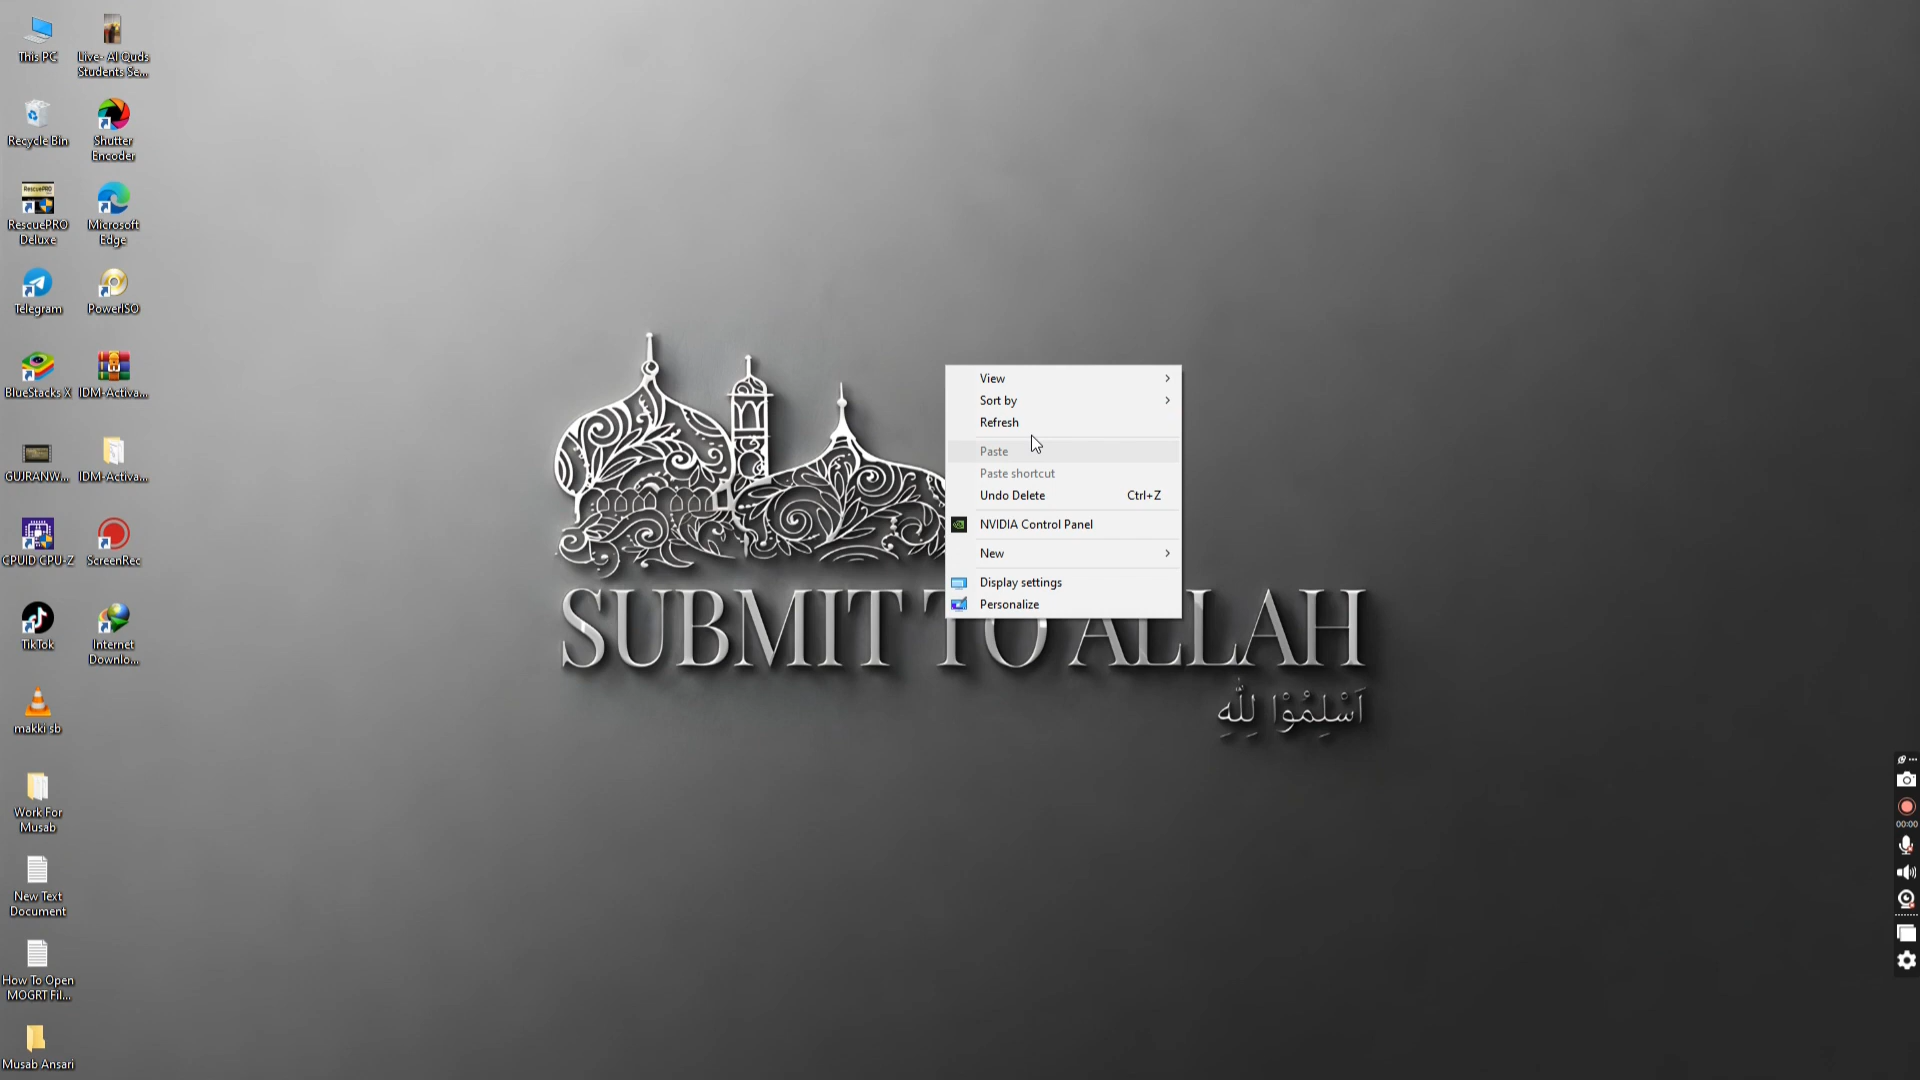 This PC
Live- Al Quds
Students Se...
Recycle Bin
Shutter
Encoder
RescuePRO
RescuePRO
Deluxe
Microsoft
Edge
Telegram
PowerISO
BlueStacks X
IDM-Activa...
GUJRANW...
IDM-Activa...
CPUID CPU-Z
ScreenRec
TikTok
Internet
Downlo...
makki sb
Work For
Musab
New Text
Document
How To Open
MOGRT Fil...
Musab Ansari
View
Sort by
Refresh
Paste
Paste shortcut
Undo Delete Ctrl+Z
NVIDIA Control Panel
New
Display settings
Personalize
SUBMIT TO ALLAH
اَسْلِمُوْا لِلّٰهِ
00:00